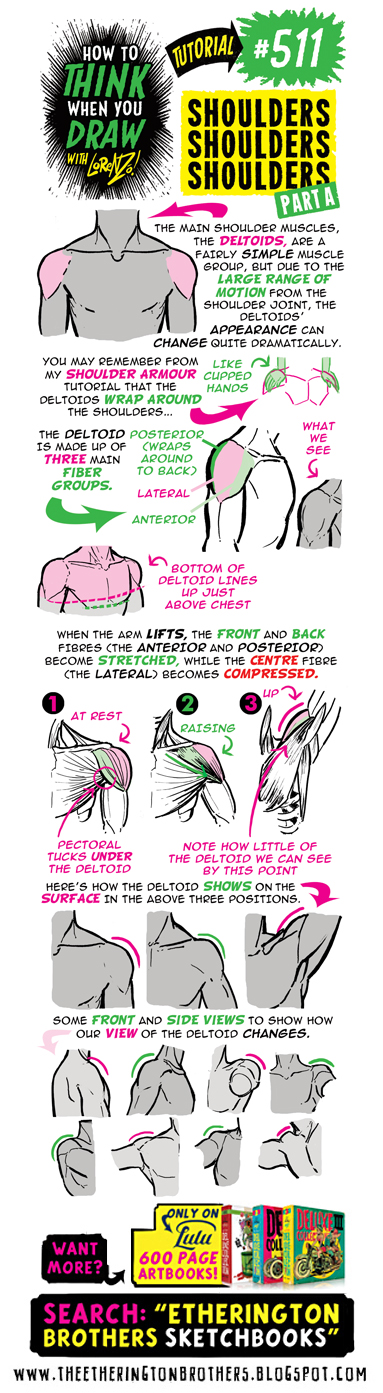 HOW TO
THINK
WHEN YOU
DRAW
WITH LORENZO!
TUTORIAL
#511
SHOULDERS
SHOULDERS
SHOULDERS
PART A
THE MAIN SHOULDER MUSCLES,
THE DELTOIDS, ARE A
FAIRLY SIMPLE MUSCLE
GROUP, BUT DUE TO THE
LARGE RANGE OF
MOTION FROM THE
SHOULDER JOINT, THE
DELTOIDS'
APPEARANCE CAN
CHANGE QUITE DRAMATICALLY.
YOU MAY REMEMBER FROM
MY SHOULDER ARMOUR
TUTORIAL THAT THE
DELTOIDS WRAP AROUND
THE SHOULDERS...
LIKE
CUPPED
HANDS
THE DELTOID
IS MADE UP OF
THREE MAIN
FIBER
GROUPS.
POSTERIOR
(WRAPS
AROUND
TO BACK)
LATERAL
ANTERIOR
WHAT
WE
SEE
BOTTOM OF
DELTOID LINES
UP JUST
ABOVE CHEST
WHEN THE ARM LIFTS, THE FRONT AND BACK
FIBRES (THE ANTERIOR AND POSTERIOR)
BECOME STRETCHED, WHILE THE CENTRE FIBRE
(THE LATERAL) BECOMES COMPRESSED.
1
AT REST
2
RAISING
3
UP
PECTORAL
TUCKS UNDER
THE DELTOID
NOTE HOW LITTLE OF
THE DELTOID WE CAN SEE
BY THIS POINT
HERE'S HOW THE DELTOID SHOWS ON THE
SURFACE IN THE ABOVE THREE POSITIONS.
SOME FRONT AND SIDE VIEWS TO SHOW HOW
OUR VIEW OF THE DELTOID CHANGES.
WANT
MORE?
ONLY ON
Lulu
600 PAGE
ARTBOOKS!
DELUXE III
SEARCH: "ETHERINGTON
BROTHERS SKETCHBOOKS"
WWW.THEETHERINGTONBROTHERS.BLOGSPOT.COM